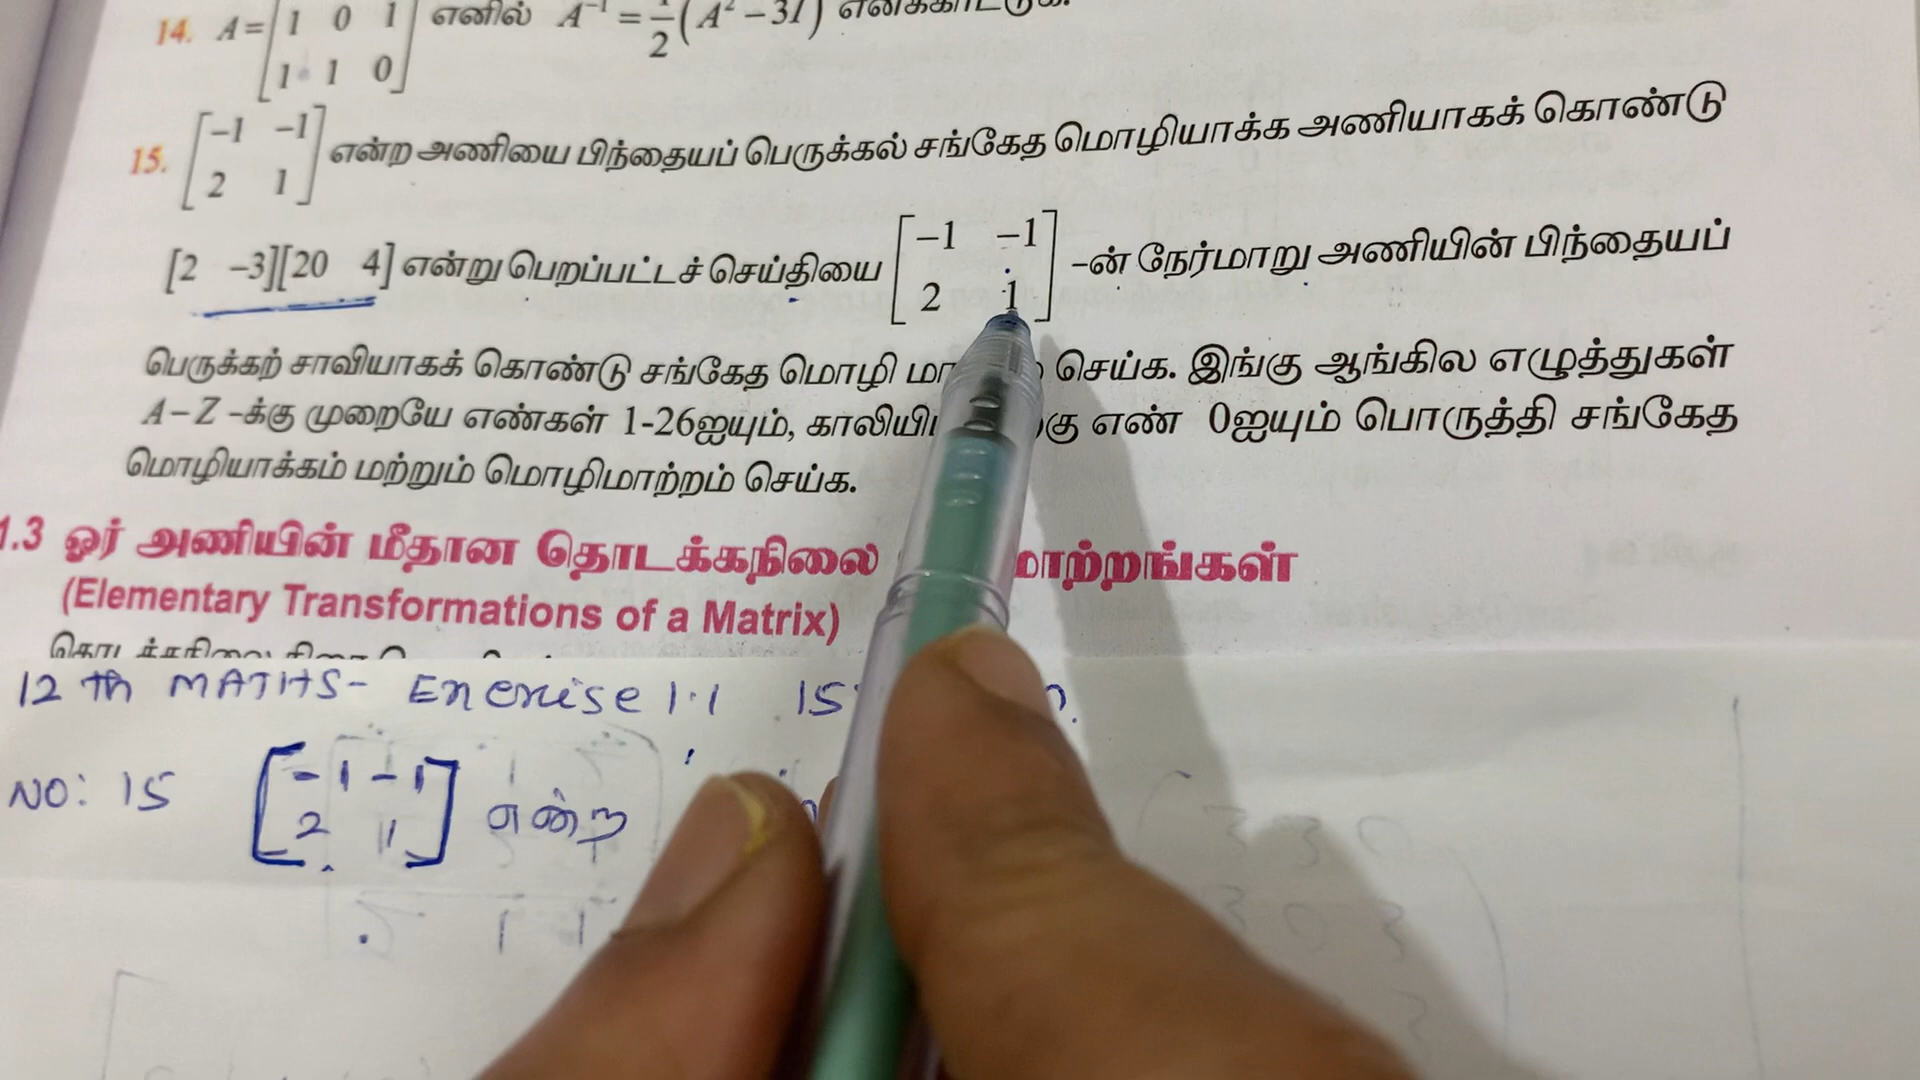 14. A = [1 0 1 1 1 0] எனில் A⁻¹ = 1/2 (A² − 3I)
15. [−1 −1 2 1] என்ற அணியை பிந்தையப் பெருக்கல் சங்கேத மொழியாக்க அணியாகக் கொண்டு
[2 −3][20 4] என்று பெறப்பட்டச் செய்தியை [−1 −1 2 1] -ன் நேர்மாறு அணியின் பிந்தையப்
பெருக்கற் சாவியாகக் கொண்டு சங்கேத மொழி செய்க. இங்கு ஆங்கில எழுத்துகள்
A – Z -க்கு முறையே எண்கள் 1-26ஐயும், எண் 0ஐயும் பொருத்தி சங்கேத
மொழியாக்கம் மற்றும் மொழிமாற்றம் செய்க.
1.3 ஓர் அணியின் மீதான தொடக்கநிலை மாற்றங்கள்
(Elementary Transformations of a Matrix)
12 th MATHS- Enercise 1.1 15
NO: 15 [-1 -1 2 1] என்ற